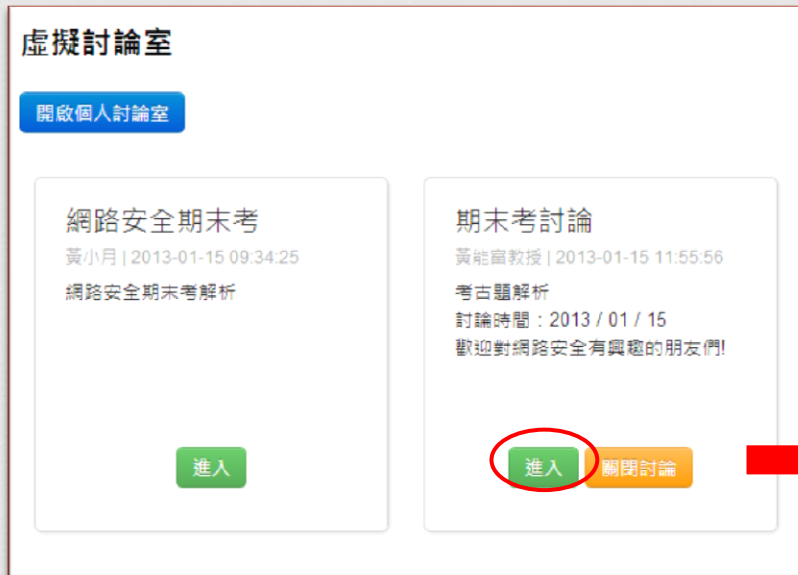 虛擬討論室
開啟個人討論室
網路安全期末考
黃小月 | 2013-01-15 09:34:25
網路安全期末考解析
進入
期末考討論
黃能富教授 | 2013-01-15 11:55:56
考古題解析
討論時間：2013 / 01 / 15
歡迎對網路安全有興趣的朋友們!
進入
關閉討論